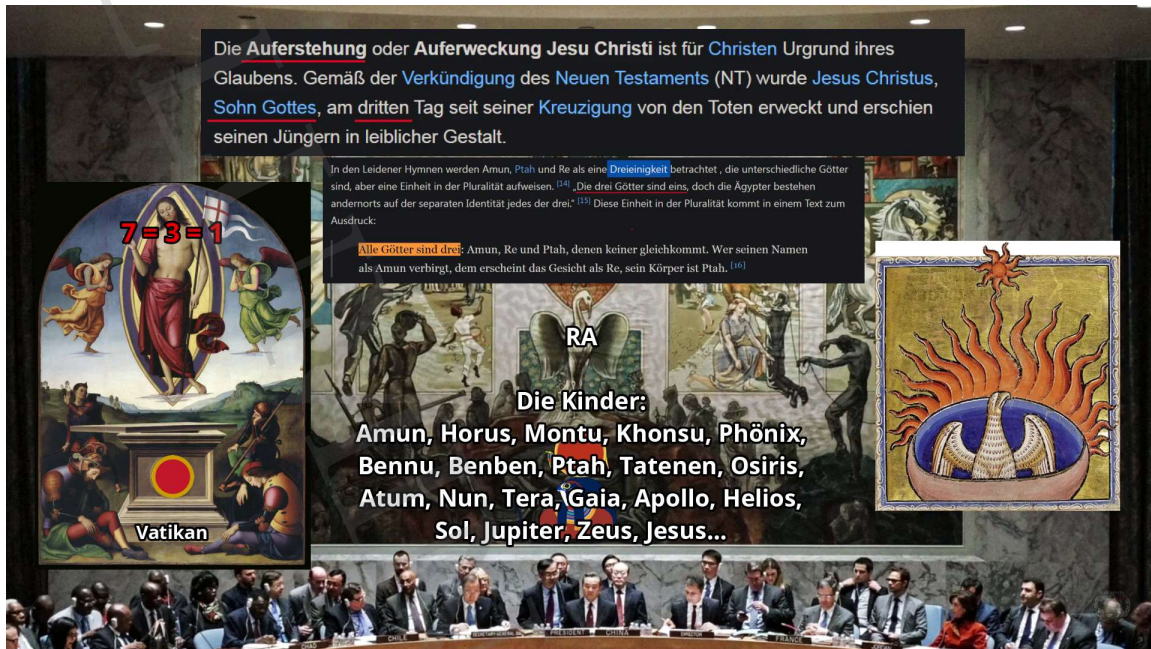 Die Auferstehung oder Auferweckung Jesu Christi ist für Christen Urgrund ihres
Glaubens. Gemäß der Verkündigung des Neuen Testaments (NT) wurde Jesus Christus,
Sohn Gottes, am dritten Tag seit seiner Kreuzigung von den Toten erweckt und erschien
seinen Jüngern in leiblicher Gestalt.
In den Leidener Hymnen werden Amun, Ptah und Re als eine Dreieinigkeit betrachtet , die unterschiedliche Götter
sind, aber eine Einheit in der Pluralität aufweisen. [14] „Die drei Götter sind eins, doch die Ägypter bestehen
andernorts auf der separaten Identität jedes der drei." [15] Diese Einheit in der Pluralität kommt in einem Text zum
Ausdruck:
Alle Götter sind drei: Amun, Re und Ptah, denen keiner gleichkommt. Wer seinen Namen
als Amun verbirgt, dem erscheint das Gesicht als Re, sein Körper ist Ptah. [16]
7 = 3 = 1
RA
Die Kinder:
Amun, Horus, Montu, Khonsu, Phönix,
Bennu, Benben, Ptah, Tatenen, Osiris,
Atum, Nun, Tera,\Gaia, Apollo, Helios,
Sol, Jupiter, Zeus, Jesus...
Vatikan
CHAD
CHILE
SECRETARY-GENERAL
PRESIDENT
CHINA
DIRECTOR
FRANCE